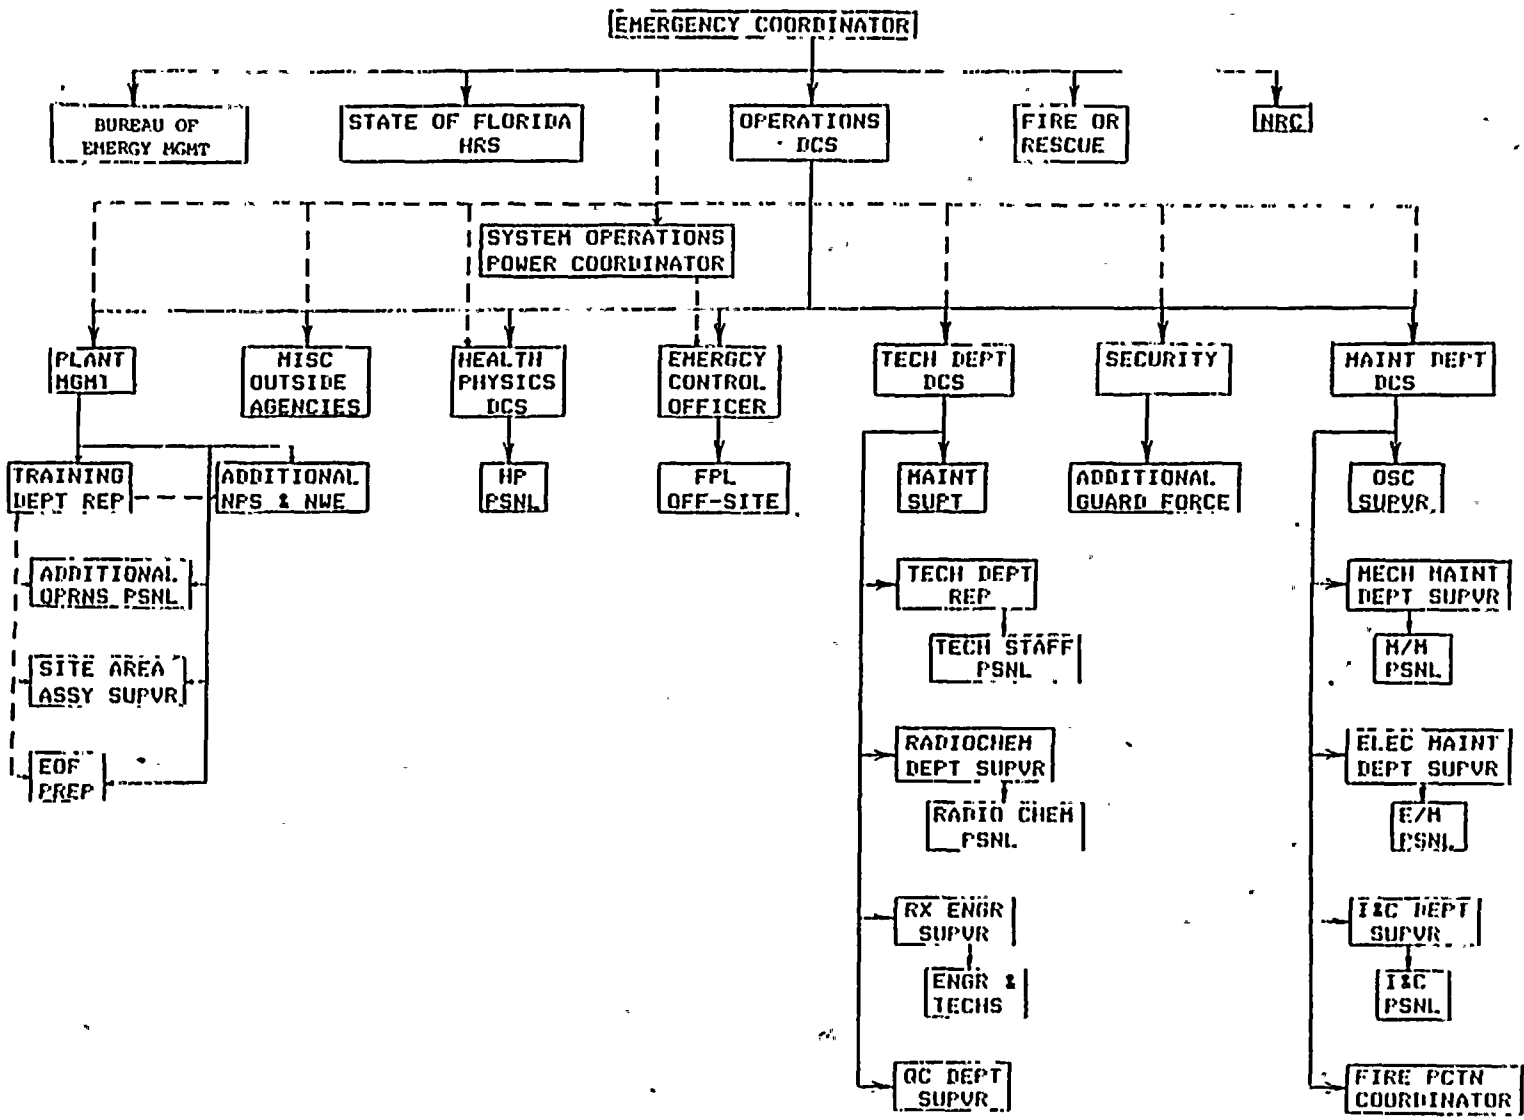 EMERGENCY COORDINATOR
BUREAU OF
EMERGY MGMT
STATE OF FLORIDA
HRS
OPERATIONS
DCS
FIRE OR
RESCUE
NRC
SYSTEM OPERATIONS
POWER COORDINATOR
PLANT
MGMT
MISC
OUTSIDE
AGENCIES
HEALTH
PHYSICS
DCS
EMERGCY
CONTROL
OFFICER
TECH DEPT
DCS
SECURITY
MAINT DEPT
DCS
TRAINING
DEPT REP
ADDITIONAL
NPS & NWE
HP
PSNL
FPL
OFF-SITE
MAINT
SUPT
ADDITIONAL
GUARD FORCE
OSC
SUPVR
ADDITIONAL
OPRNS PSNL
TECH DEPT
REP
MECH MAINT
DEPT SUPVR
TECH STAFF
PSNL
M/M
PSNL
SITE AREA
ASSY SUPVR
RADIOCHEM
DEPT SUPVR
ELEC MAINT
DEPT SUPVR
EOF
PREP
RADIO CHEM
PSNL
E/M
PSNL
RX ENGR
SUPVR
I&C DEPT
SUPVR
ENGR &
TECHS
I&C
PSNL
QC DEPT
SUPVR
FIRE PCTN
COORDINATOR